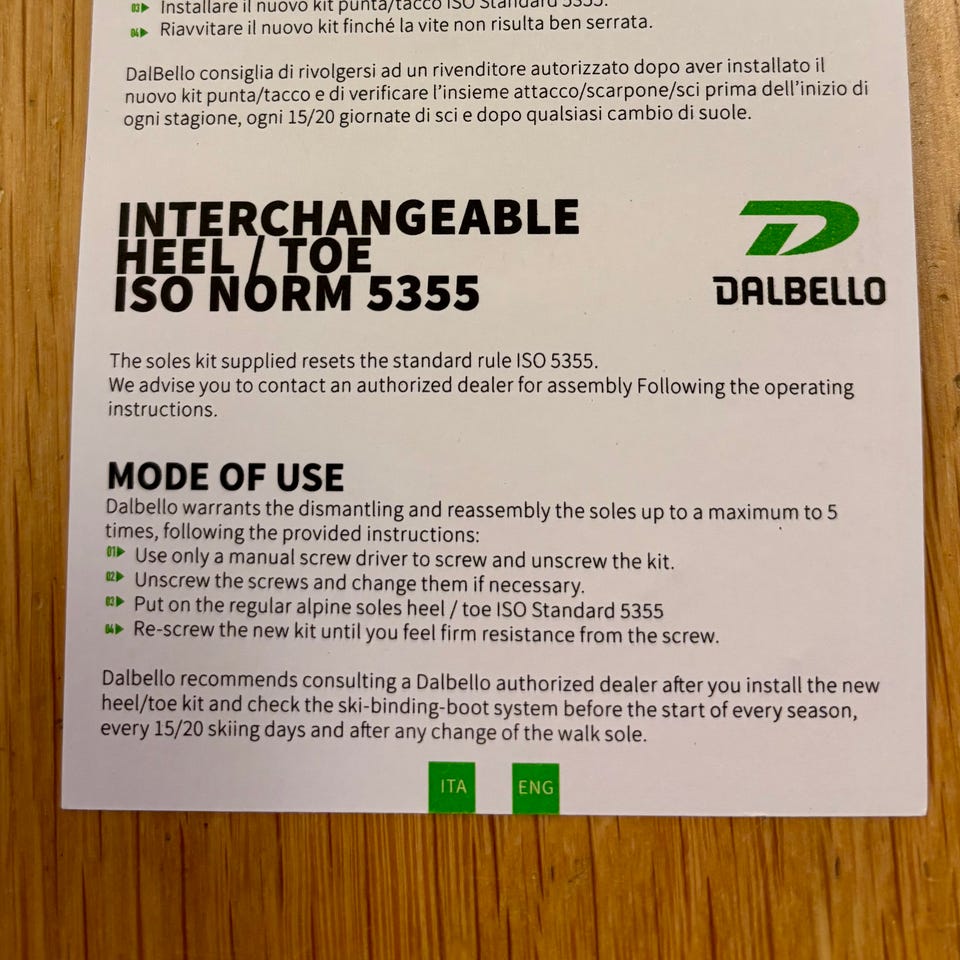 03 Installare il nuovo kit punta/tacco ISO Standard 5355.
04 Riavvitare il nuovo kit finché la vite non risulta ben serrata.
DalBello consiglia di rivolgersi ad un rivenditore autorizzato dopo aver installato il
nuovo kit punta/tacco e di verificare l'insieme attacco/scarpone/sci prima dell'inizio di
ogni stagione, ogni 15/20 giornate di sci e dopo qualsiasi cambio di suole.
INTERCHANGEABLE
HEEL / TOE
ISO NORM 5355
DALBELLO
The soles kit supplied resets the standard rule ISO 5355.
We advise you to contact an authorized dealer for assembly Following the operating
instructions.
MODE OF USE
Dalbello warrants the dismantling and reassembly the soles up to a maximum to 5
times, following the provided instructions:
01 Use only a manual screw driver to screw and unscrew the kit.
02 Unscrew the screws and change them if necessary.
03 Put on the regular alpine soles heel / toe ISO Standard 5355
04 Re-screw the new kit until you feel firm resistance from the screw.
Dalbello recommends consulting a Dalbello authorized dealer after you install the new
heel/toe kit and check the ski-binding-boot system before the start of every season,
every 15/20 skiing days and after any change of the walk sole.
ITA ENG